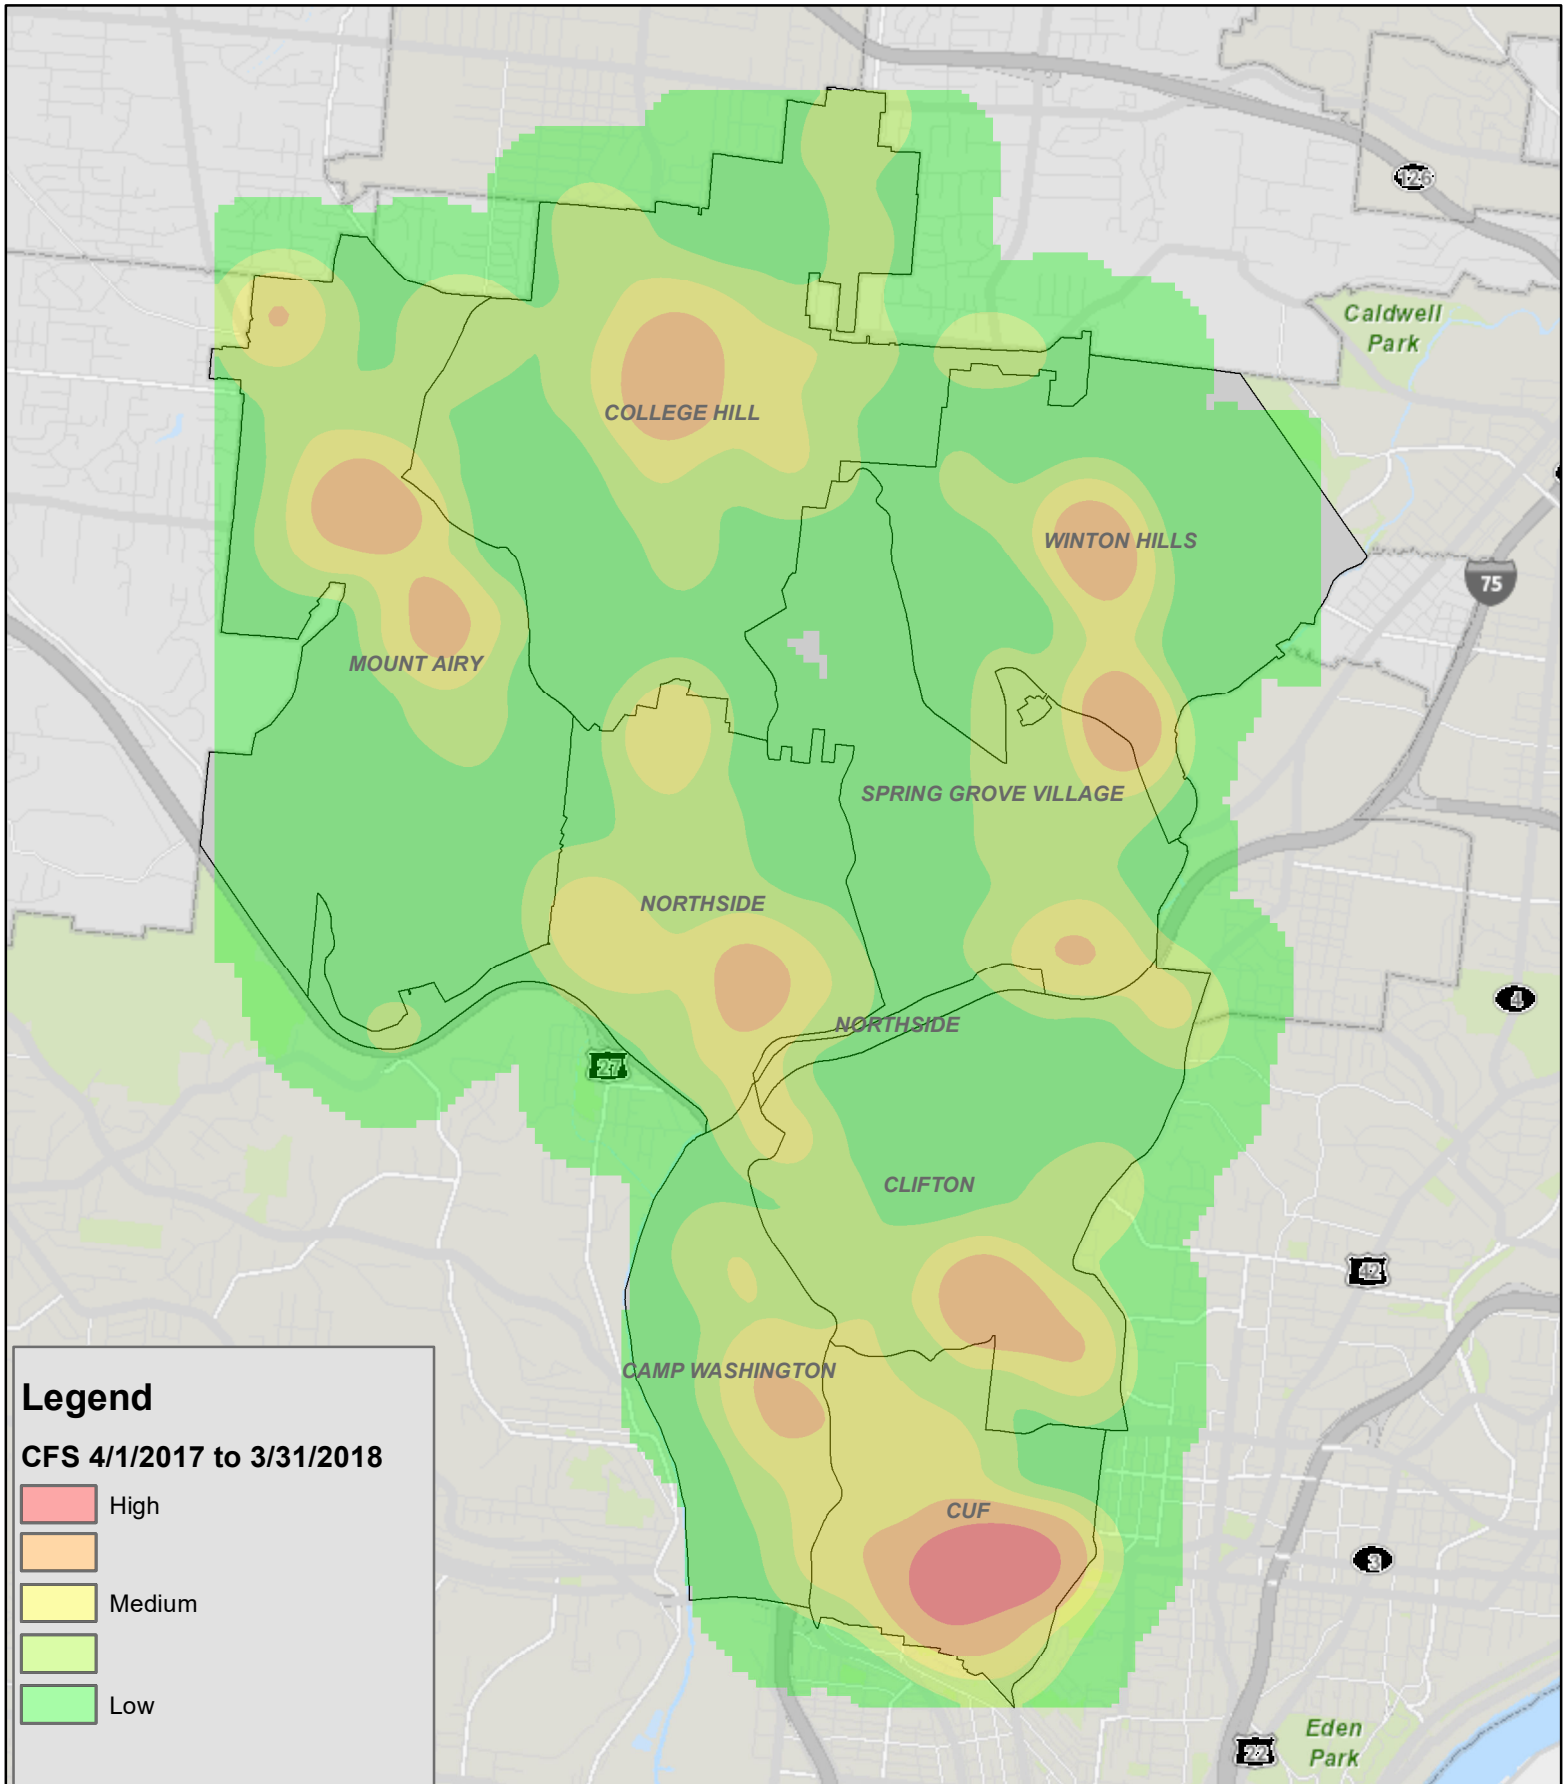 126
Caldwell
Park
COLLEGE HILL
WINTON HILLS
75
MOUNT AIRY
SPRING GROVE VILLAGE
NORTHSIDE
4
NORTHSIDE
27
CLIFTON
42
CAMP WASHINGTON
Legend
CFS 4/1/2017 to 3/31/2018
High
CUF
3
Medium
Low
Eden
Park
22